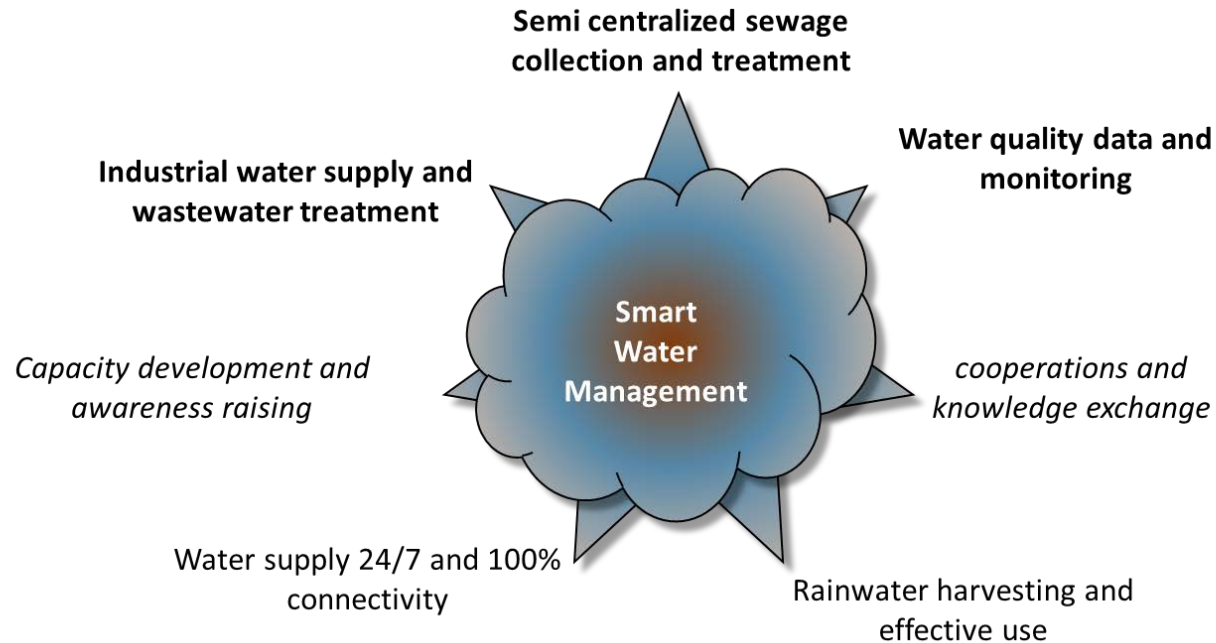 Semi centralized sewage
collection and treatment
Water quality data and
monitoring
Industrial water supply and
wastewater treatment
Smart
Water
Management
Capacity development and
awareness raising
cooperations and
knowledge exchange
Water supply 24/7 and 100%
connectivity
Rainwater harvesting and
effective use